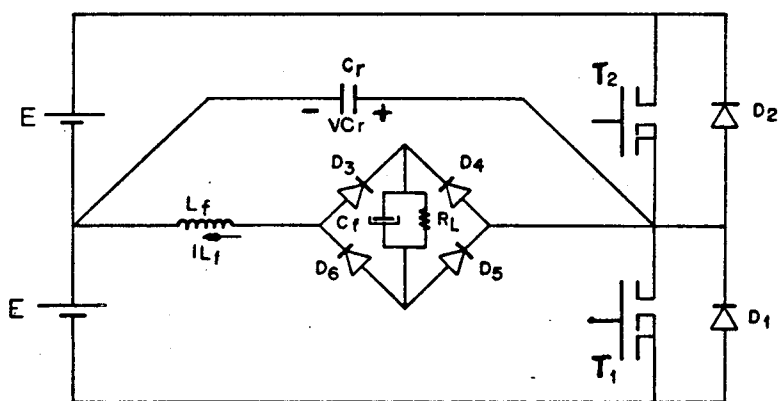 Cr
T2
E
- +
VCr
D2
D3
D4
Lf
Cf
RL
ILf
D6
D5
E
D1
T1